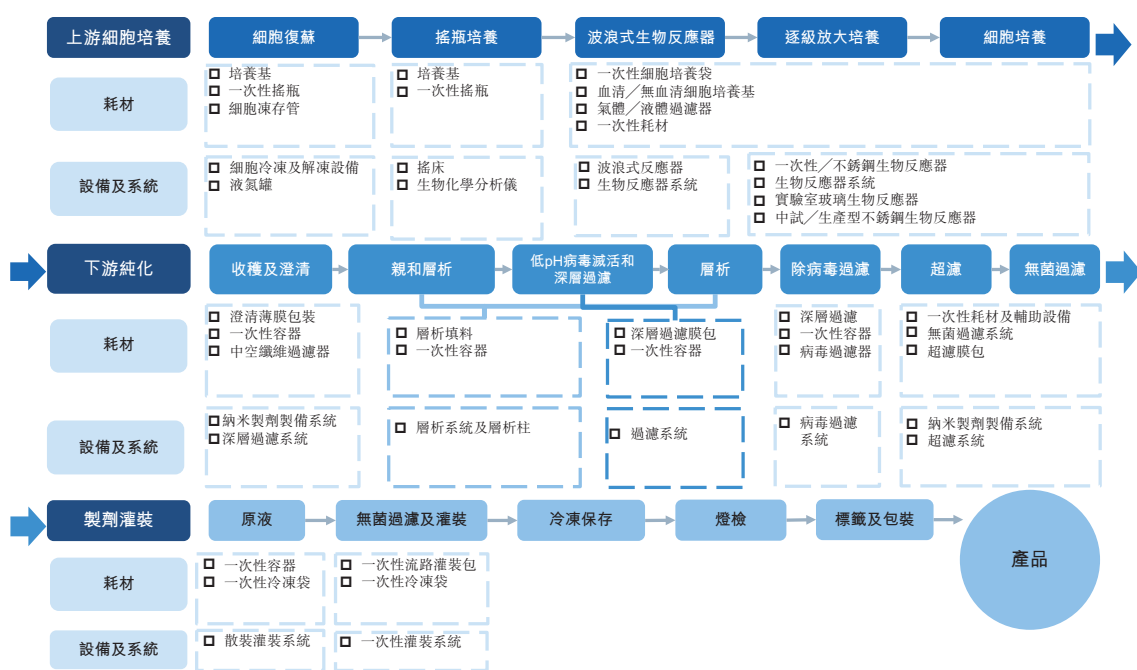 上游細胞培養
細胞復蘇
搖瓶培養
波浪式生物反應器
逐級放大培養
細胞培養
耗材
培養基
一次性搖瓶
細胞凍存管
培養基
一次性搖瓶
一次性細胞培養袋
血清／無血清細胞培養基
氣體／液體過濾器
一次性耗材
設備及系統
細胞冷凍及解凍設備
液氮罐
搖床
生物化學分析儀
波浪式反應器
生物反應器系統
一次性／不銹鋼生物反應器
生物反應器系統
實驗室玻璃生物反應器
中試／生產型不銹鋼生物反應器
下游純化
收穫及澄清
親和層析
低pH病毒滅活和
深層過濾
層析
除病毒過濾
超濾
無菌過濾
耗材
澄清薄膜包裝
一次性容器
中空纖維過濾器
層析填料
一次性容器
深層過濾膜包
一次性容器
深層過濾
一次性容器
病毒過濾器
一次性耗材及輔助設備
無菌過濾系統
超濾膜包
設備及系統
納米製劑製備系統
深層過濾系統
層析系統及層析柱
過濾系統
病毒過濾
系統
納米製劑製備系統
超濾系統
製劑灌裝
原液
無菌過濾及灌裝
冷凍保存
燈檢
標籤及包裝
產品
耗材
一次性容器
一次性冷凍袋
一次性流路灌裝包
一次性冷凍袋
設備及系統
散裝灌裝系統
一次性灌裝系統